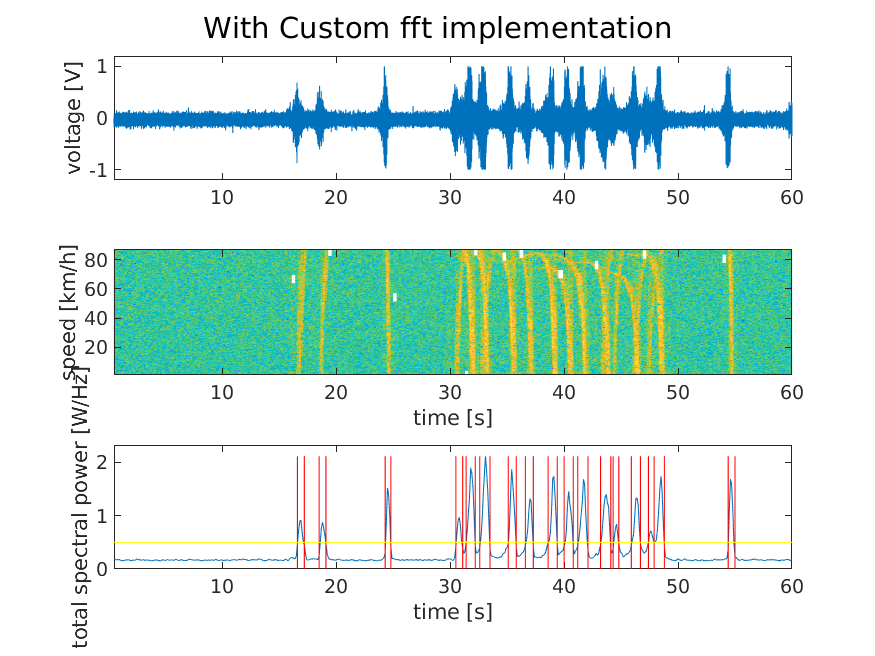 With Custom fft implementation
voltage [V]
1
0
-1
10 20 30 40 50 60
speed [km/h]
80
60
40
20
10 20 30 40 50 60
time [s]
total spectral power [W/Hz]
2
1
0
10 20 30 40 50 60
time [s]